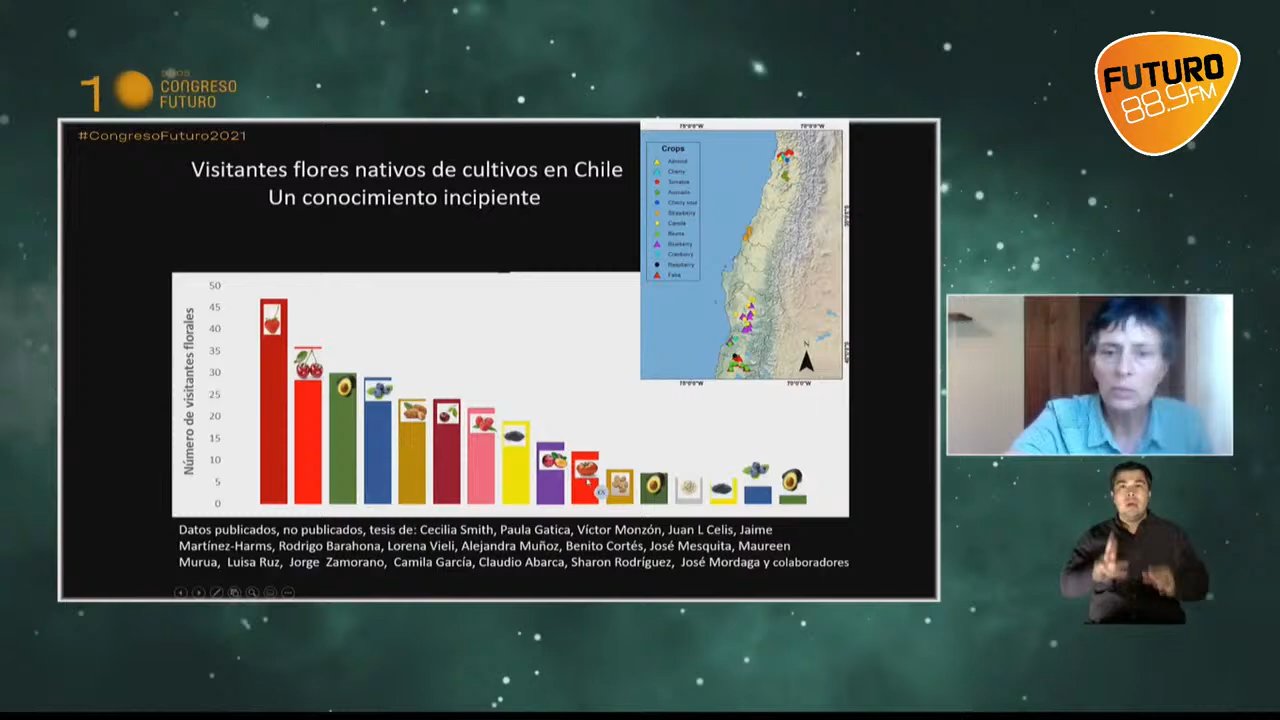 1
AÑOS
CONGRESO
FUTURO
FUTURO
88.9FM
#CongresoFuturo2021
Visitantes flores nativos de cultivos en Chile
Un conocimiento incipiente
Crops
Almond
Cherry
Tomatoe
Avocado
Strawberry
Canola
Blueberry
Raspberry
N
Número de visitantes florales
50
45
40
35
30
25
20
15
10
5
0
Datos publicados, no publicados, tesis de: Cecilia Smith, Paula Gatica, Víctor Monzón, Juan L Celis, Jaime
Martínez-Harms, Rodrigo Barahona, Lorena Vieli, Alejandra Muñoz, Benito Cortés, José Mesquita, Maureen
Murua, Luisa Ruz, Jorge Zamorano, Camila García, Claudio Abarca, Sharon Rodríguez, José Mordaga y colaboradores